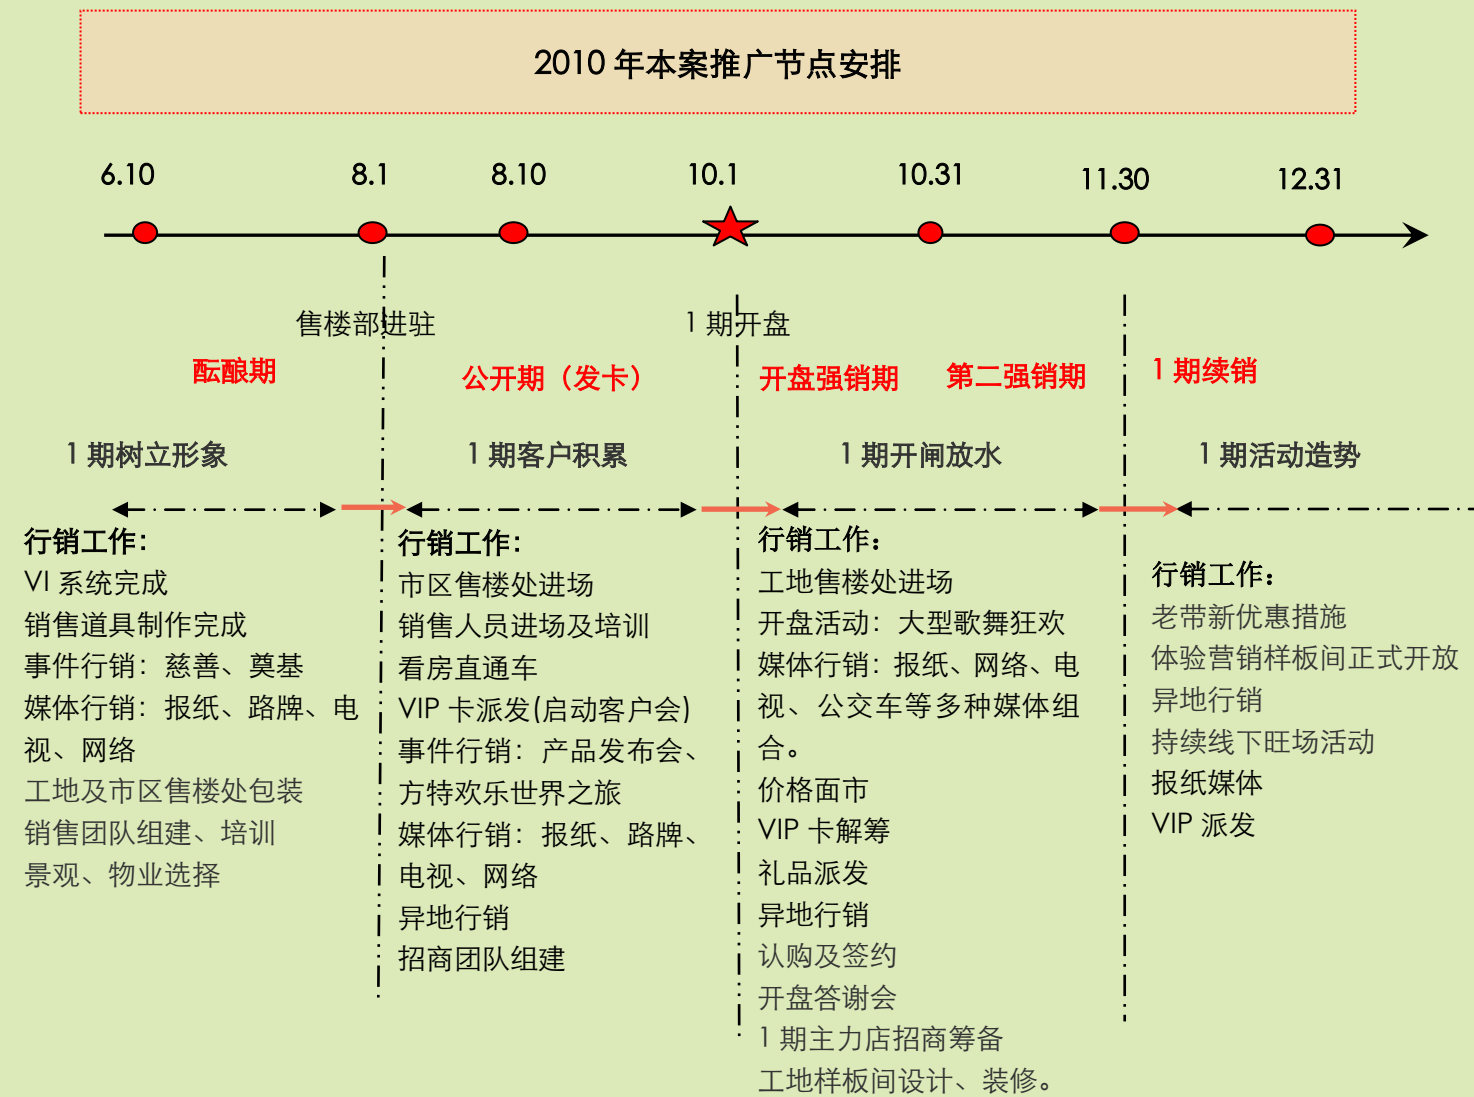 2010 年本案推广节点安排
6.10
8.1
8.10
10.1
10.31
11.30
12.31
售楼部进驻
1 期开盘
酝酿期
公开期（发卡）
开盘强销期
第二强销期
1 期续销
1 期树立形象
1 期客户积累
1 期开闸放水
1 期活动造势
行销工作：
VI 系统完成
销售道具制作完成
事件行销：慈善、奠基
媒体行销：报纸、路牌、电
视、网络
工地及市区售楼处包装
销售团队组建、培训
景观、物业选择
行销工作：
市区售楼处进场
销售人员进场及培训
看房直通车
VIP 卡派发(启动客户会)
事件行销：产品发布会、
方特欢乐世界之旅
媒体行销：报纸、路牌、
电视、网络
异地行销
招商团队组建
行销工作：
工地售楼处进场
开盘活动：大型歌舞狂欢
媒体行销：报纸、网络、电
视、公交车等多种媒体组
合。
价格面市
VIP 卡解筹
礼品派发
异地行销
认购及签约
开盘答谢会
1 期主力店招商筹备
工地样板间设计、装修。
行销工作：
老带新优惠措施
体验营销样板间正式开放
异地行销
持续线下旺场活动
报纸媒体
VIP 派发